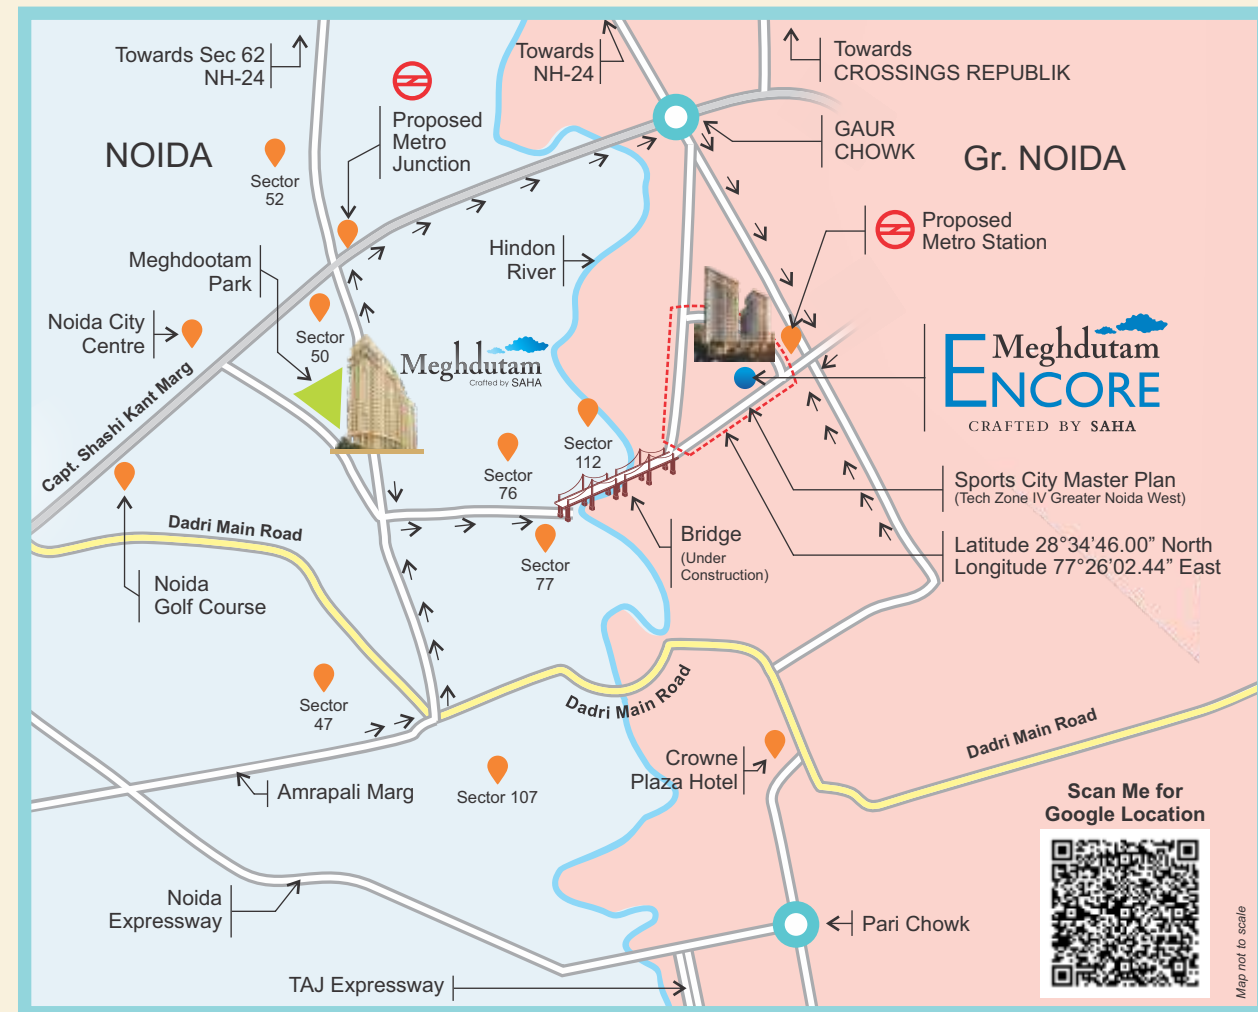 Towards Sec 62
NH-24
Towards
NH-24
Towards
CROSSINGS REPUBLIK
Proposed
Metro
Junction
GAUR
CHOWK
NOIDA
Gr. NOIDA
Sector
52
Proposed
Metro Station
Meghdootam
Park
Hindon
River
Noida City
Centre
Sector
50
Meghdutam
Crafted by SAHA
Meghdutam
ENCORE
CRAFTED BY SAHA
Capt. Shashi Kant Marg
Sector
112
Sector
76
Sports City Master Plan
(Tech Zone IV Greater Noida West)
Dadri Main Road
Bridge
(Under
Construction)
Latitude 28°34’46.00” North
Longitude 77°26’02.44” East
Sector
77
Noida
Golf Course
Sector
47
Dadri Main Road
Dadri Main Road
Crowne
Plaza Hotel
Amrapali Marg
Sector 107
Scan Me for
Google Location
Noida
Expressway
Pari Chowk
TAJ Expressway
Map not to scale